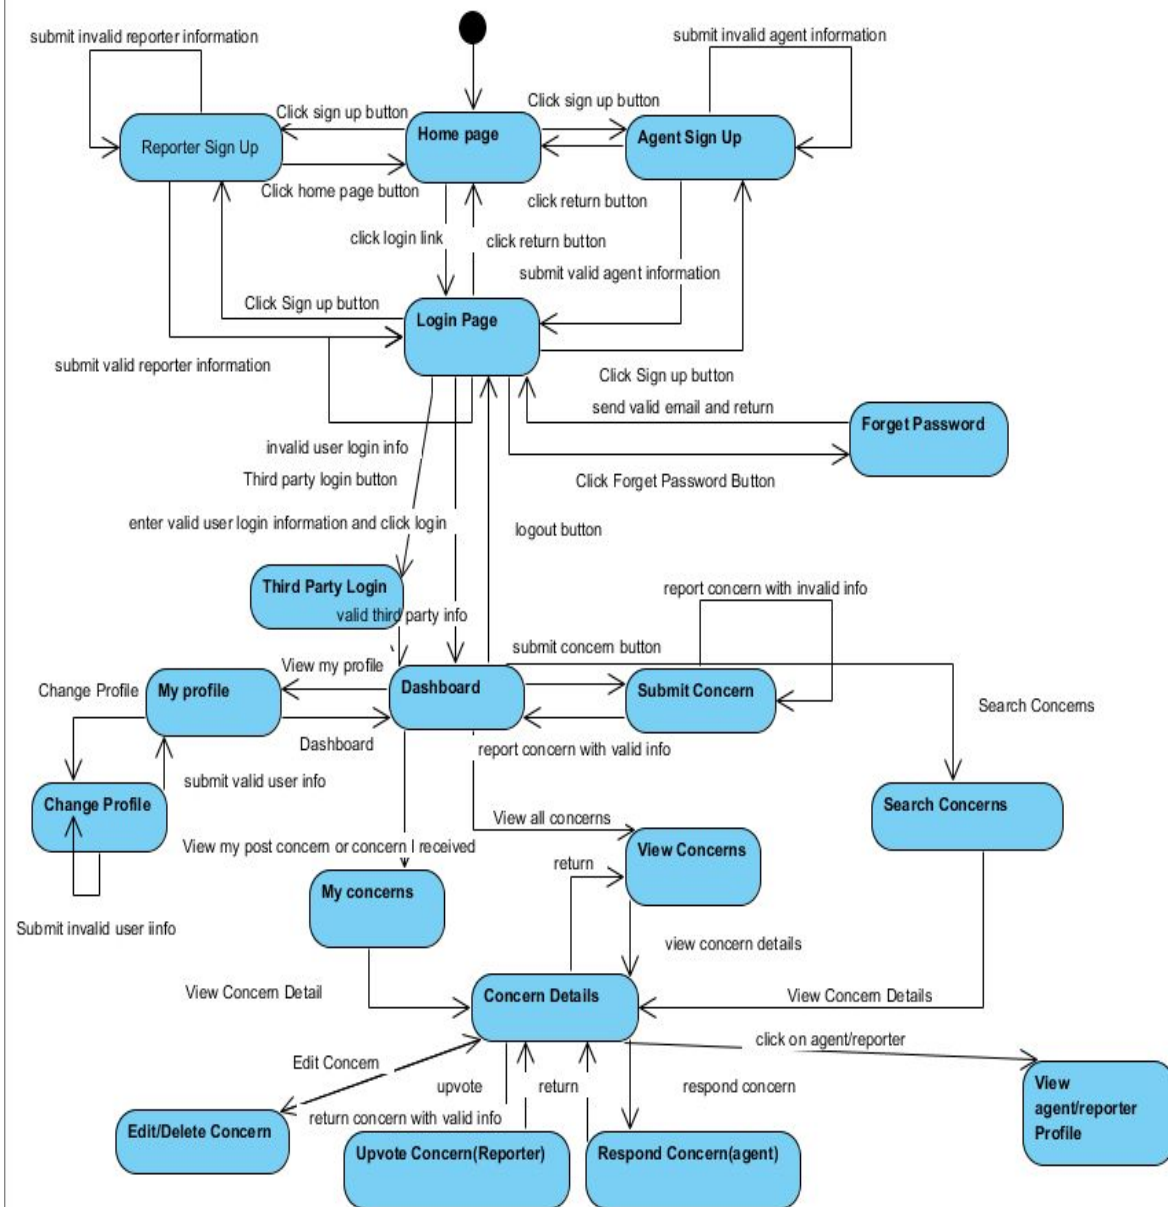 submit invalid reporter information
submit invalid agent information
Click sign up button
Click sign up button
Reporter Sign Up
Home page
Agent Sign Up
Click home page button
click return button
click login link
click return button
submit valid agent information
Click Sign up button
Login Page
submit valid reporter information
Click Sign up button
send valid email and return
Forget Password
invalid user login info
Third party login button
Click Forget Password Button
enter valid user login information and click login
logout button
Third Party Login
report concern with invalid info
valid third party info
submit concern button
View my profile
Change Profile
My profile
Dashboard
Submit Concern
Search Concerns
Dashboard
report concern with valid info
submit valid user info
Change Profile
Search Concerns
View all concerns
View my post concern or concern I received
return
View Concerns
My concerns
Submit invalid user iinfo
view concern details
View Concern Detail
Concern Details
View Concern Details
click on agent/reporter
Edit Concern
upvote
return
respond concern
View
agent/reporter
Profile
return concern with valid info
Edit/Delete Concern
Upvote Concern(Reporter)
Respond Concern(agent)